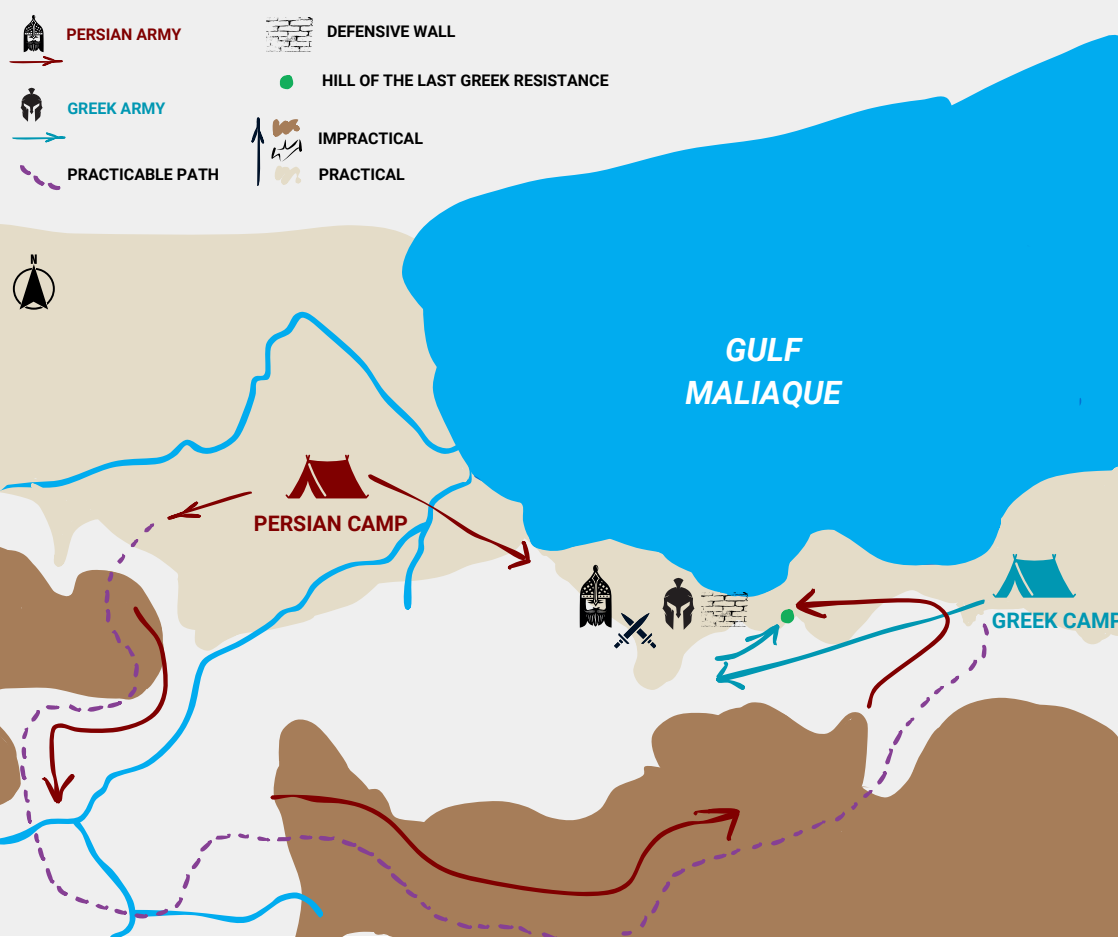 PERSIAN ARMY
DEFENSIVE WALL
HILL OF THE LAST GREEK RESISTANCE
GREEK ARMY
IMPRACTICAL
PRACTICABLE PATH
PRACTICAL
N
GULF
MALIAQUE
PERSIAN CAMP
GREEK CAMP